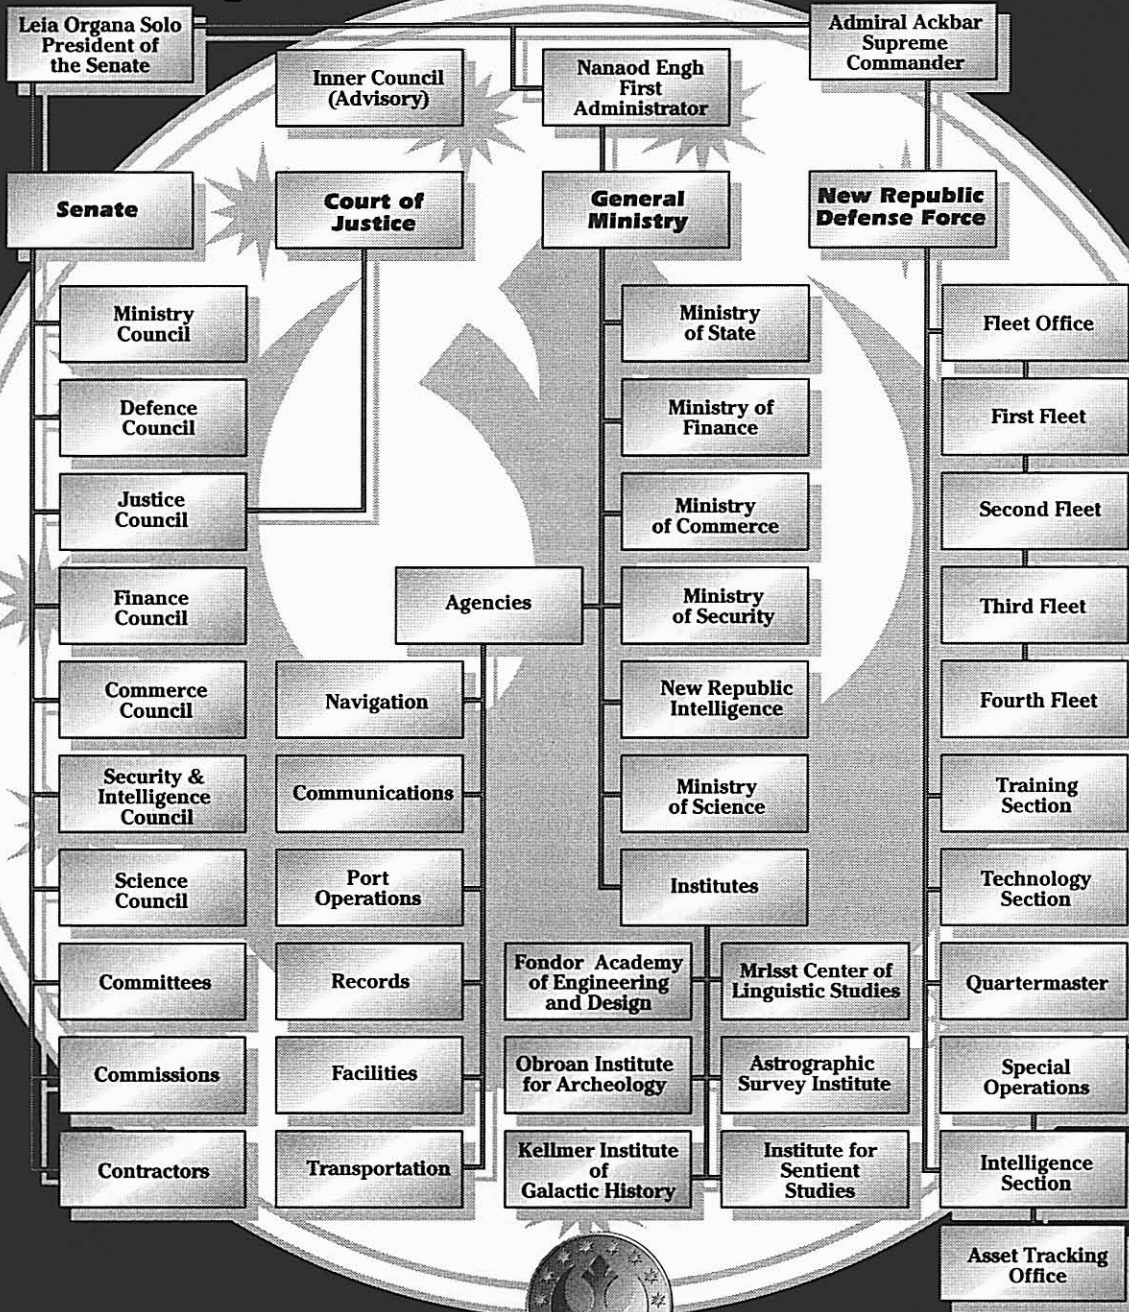 Leia Organa Solo
President of
the Senate
Admiral Ackbar
Supreme
Commander
Inner Council
(Advisory)
Nanaod Engh
First
Administrator
Senate
Court of
Justice
General
Ministry
New Republic
Defense Force
Ministry
Council
Defence
Council
Justice
Council
Finance
Council
Commerce
Council
Security &
Intelligence
Council
Science
Council
Committees
Commissions
Contractors
Agencies
Navigation
Communications
Port
Operations
Records
Facilities
Transportation
Ministry
of State
Ministry of
Finance
Ministry
of Commerce
Ministry
of Security
New Republic
Intelligence
Ministry
of Science
Institutes
Fondor Academy
of Engineering
and Design
Mrlsst Center of
Linguistic Studies
Obroan Institute
for Archeology
Astrographic
Survey Institute
Kellmer Institute
of
Galactic History
Institute for
Sentient
Studies
Fleet Office
First Fleet
Second Fleet
Third Fleet
Fourth Fleet
Training
Section
Technology
Section
Quartermaster
Special
Operations
Intelligence
Section
Asset Tracking
Office